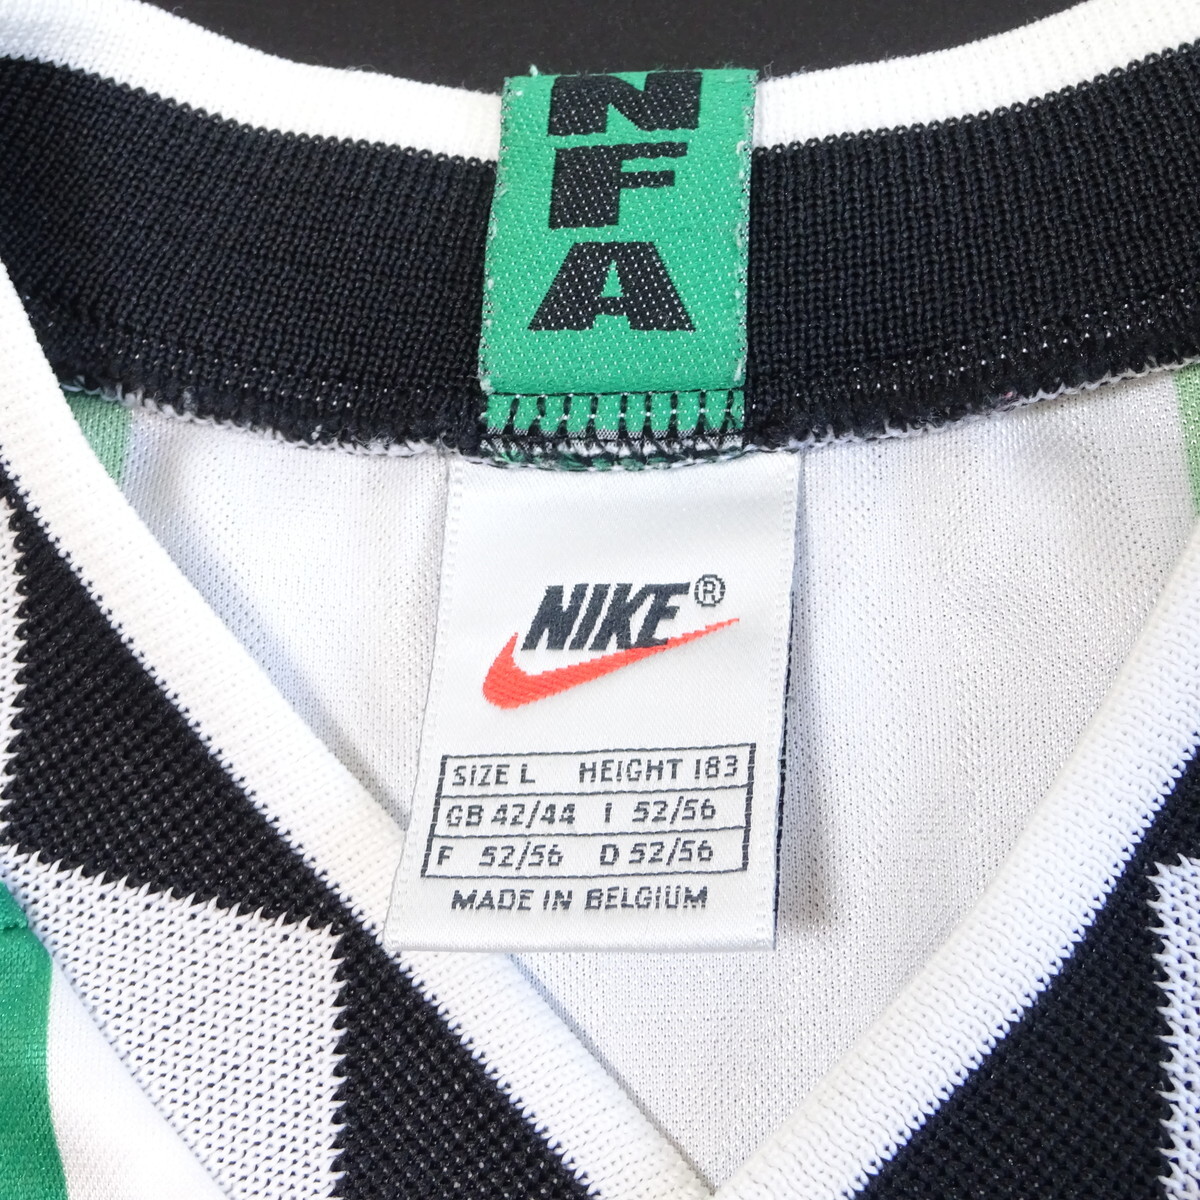 N
F
A
NIKE®
SIZE L HEIGHT 183
GB 42/44 I 52/56
F 52/56 D 52/56
MADE IN BELGIUM